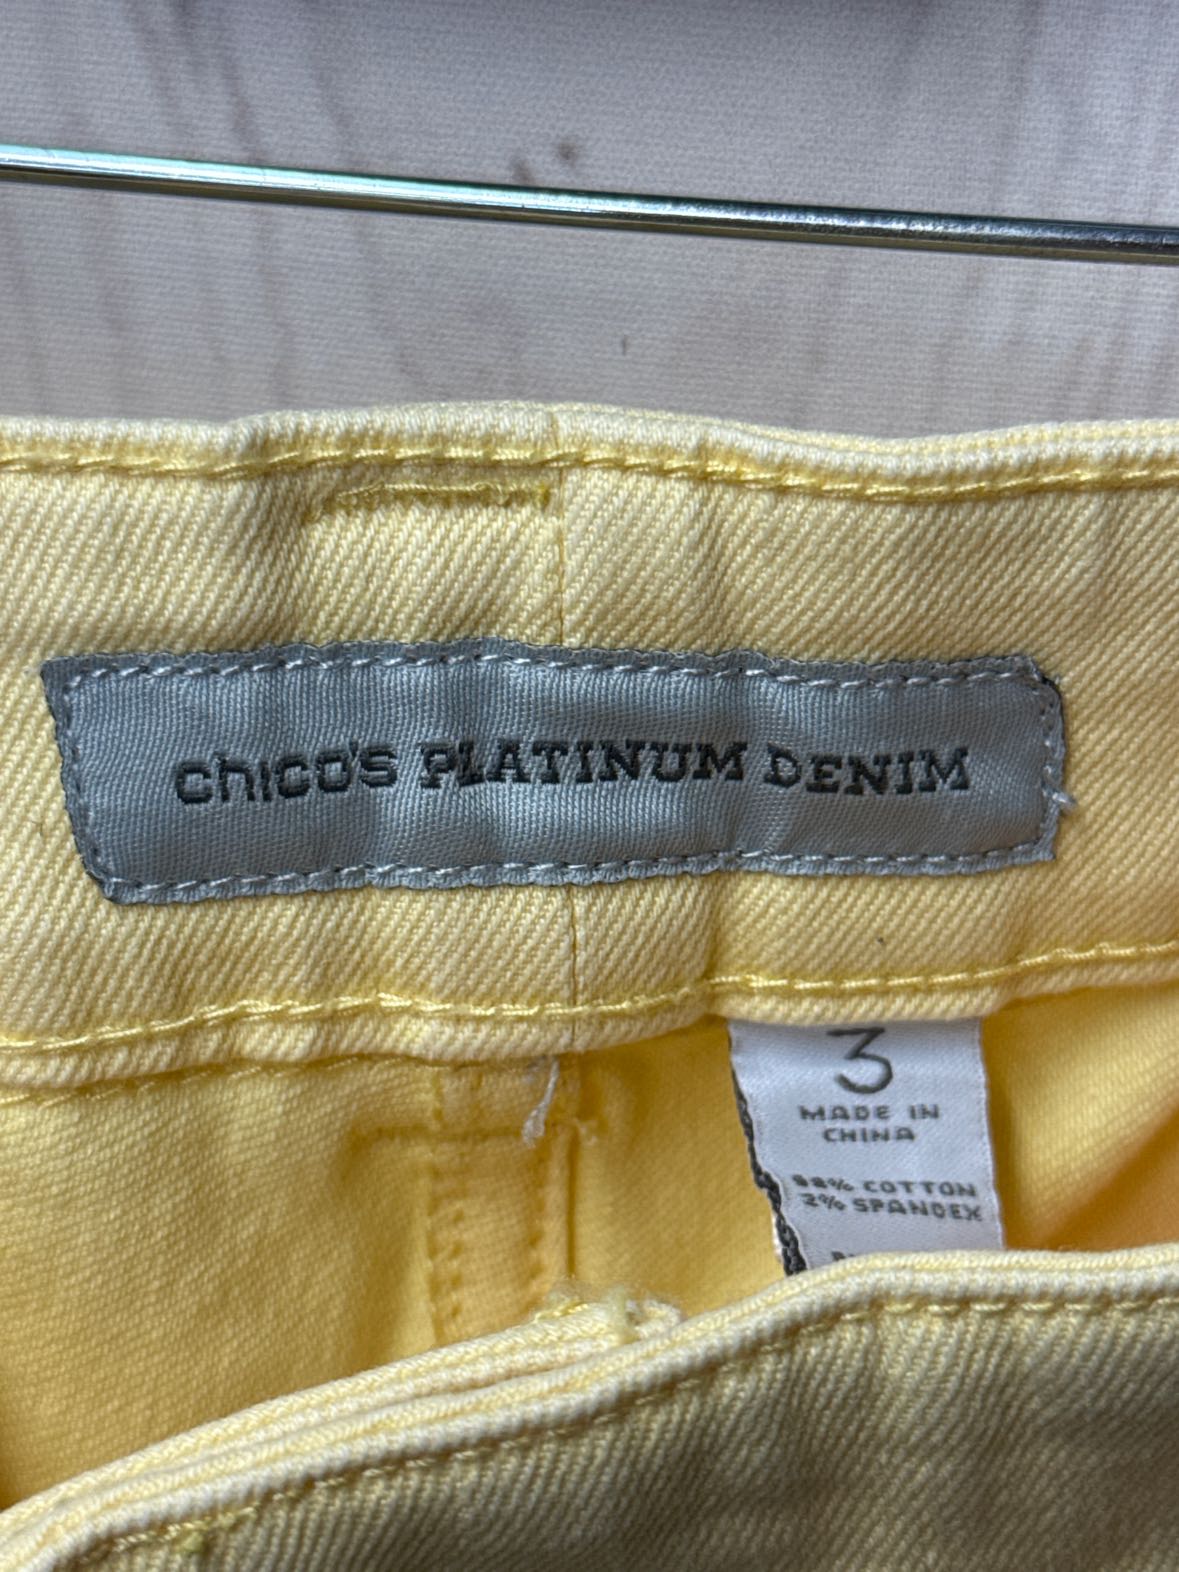 chico's PLATINUM DENIM
3
MADE IN
CHINA
98% COTTON
2% SPANDEX